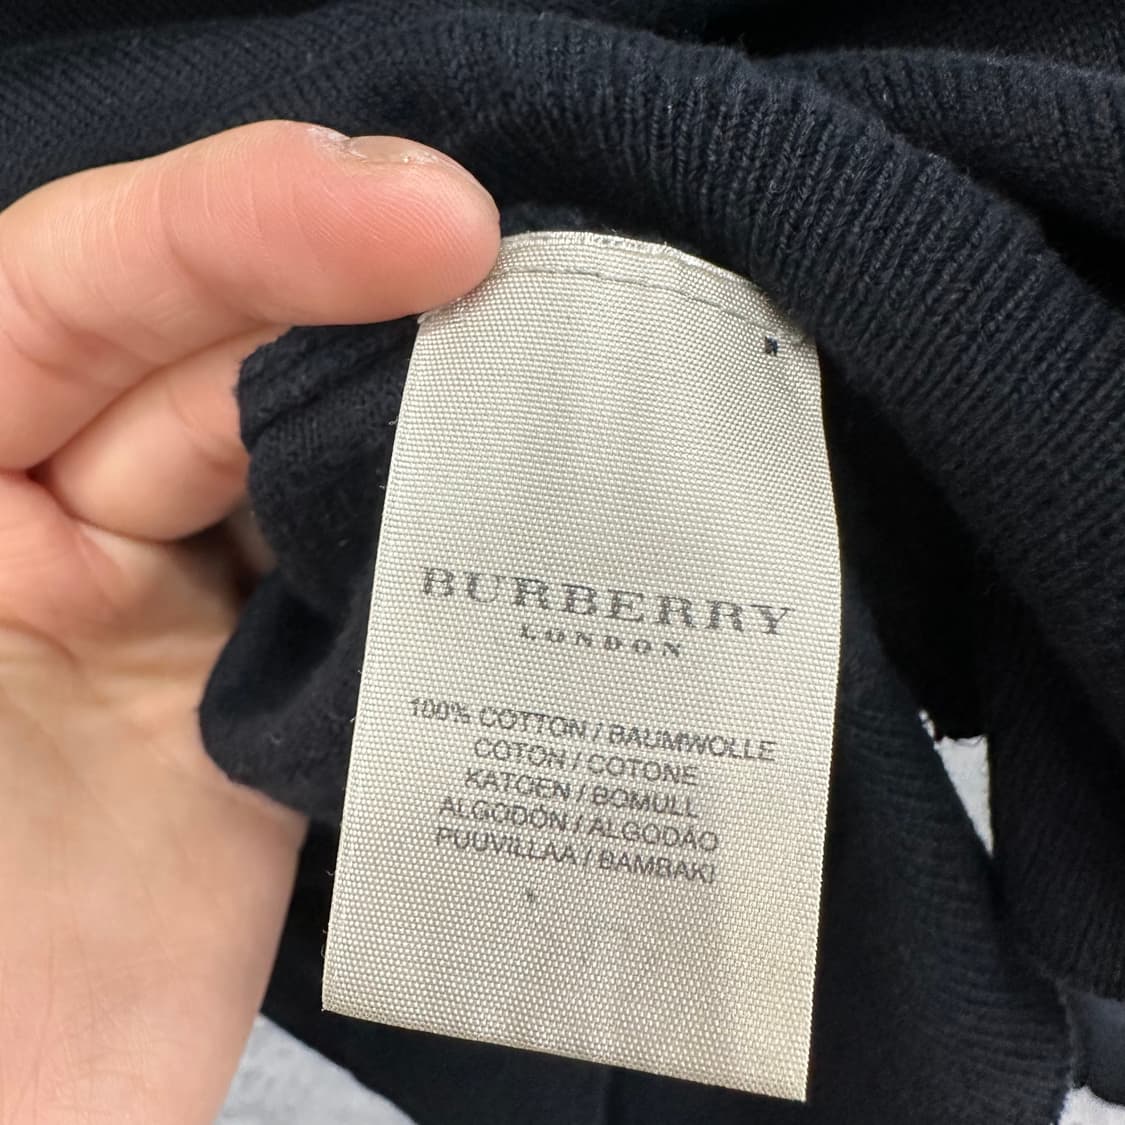 BURBERRY
LONDON
100% COTTON / BAUMWOLLE
COTON / COTONE
KATOEN / BOMULL
ALGODÓN / ALGODÃO
PUUVILLAA / BAMBAKI